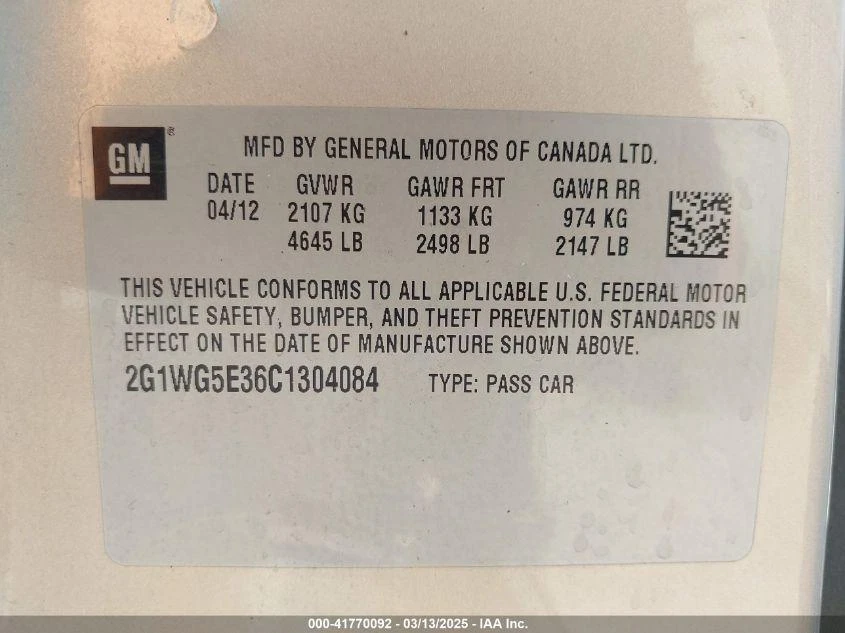 GM®
MFD BY GENERAL MOTORS OF CANADA LTD.
DATE GVWR GAWR FRT GAWR RR
04/12 2107 KG 1133 KG 974 KG
4645 LB 2498 LB 2147 LB
THIS VEHICLE CONFORMS TO ALL APPLICABLE U.S. FEDERAL MOTOR
VEHICLE SAFETY, BUMPER, AND THEFT PREVENTION STANDARDS IN
EFFECT ON THE DATE OF MANUFACTURE SHOWN ABOVE.
2G1WG5E36C1304084 TYPE: PASS CAR
000-41770092 - 03/13/2025 - IAA Inc.